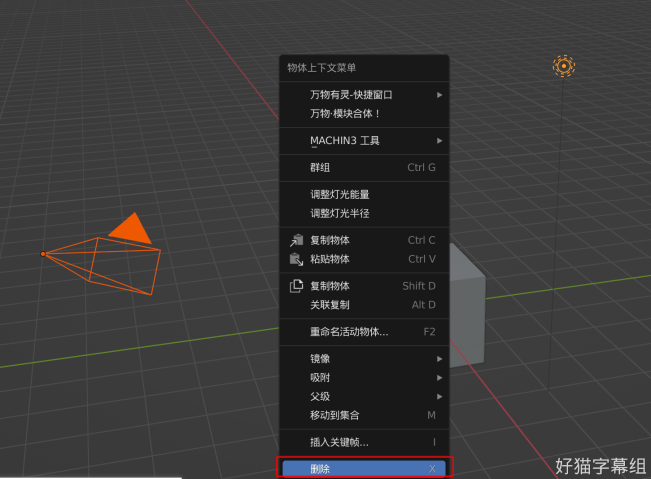 物体上下文菜单
万物有灵-快捷窗口
万物·模块合体！
MACHIN3 工具
群组 Ctrl G
调整灯光能量
调整灯光半径
复制物体 Ctrl C
粘贴物体 Ctrl V
复制物体 Shift D
关联复制 Alt D
重命名活动物体... F2
镜像
吸附
父级
移动到集合 M
插入关键帧... I
删除 X
好猫字幕组